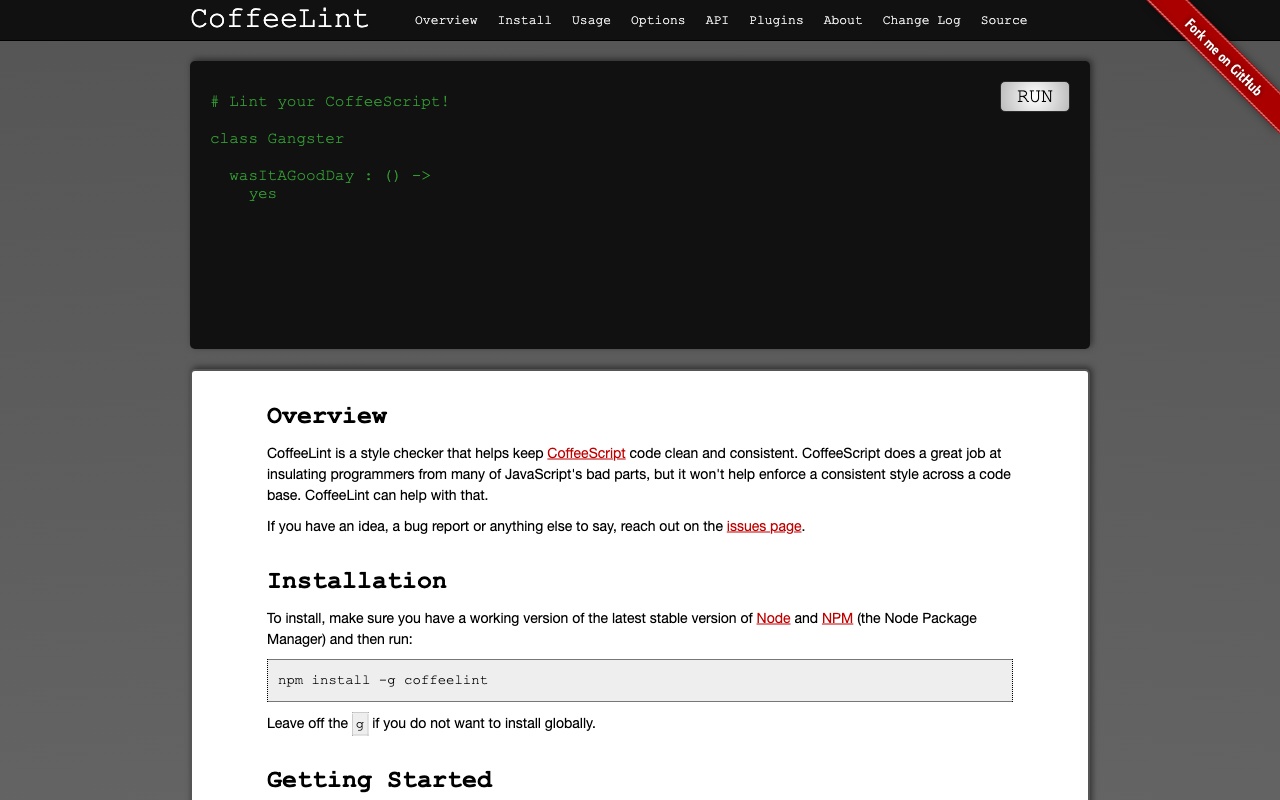 CoffeeLint
Overview Install Usage Options API Plugins About Change Log Source
Fork me on GitHub
# Lint your CoffeeScript!
RUN
class Gangster
wasItAGoodDay : () ->
yes
Overview
CoffeeLint is a style checker that helps keep CoffeeScript code clean and consistent. CoffeeScript does a great job at
insulating programmers from many of JavaScript's bad parts, but it won't help enforce a consistent style across a code
base. CoffeeLint can help with that.
If you have an idea, a bug report or anything else to say, reach out on the issues page.
Installation
To install, make sure you have a working version of the latest stable version of Node and NPM (the Node Package
Manager) and then run:
npm install -g coffeelint
Leave off the g if you do not want to install globally.
Getting Started